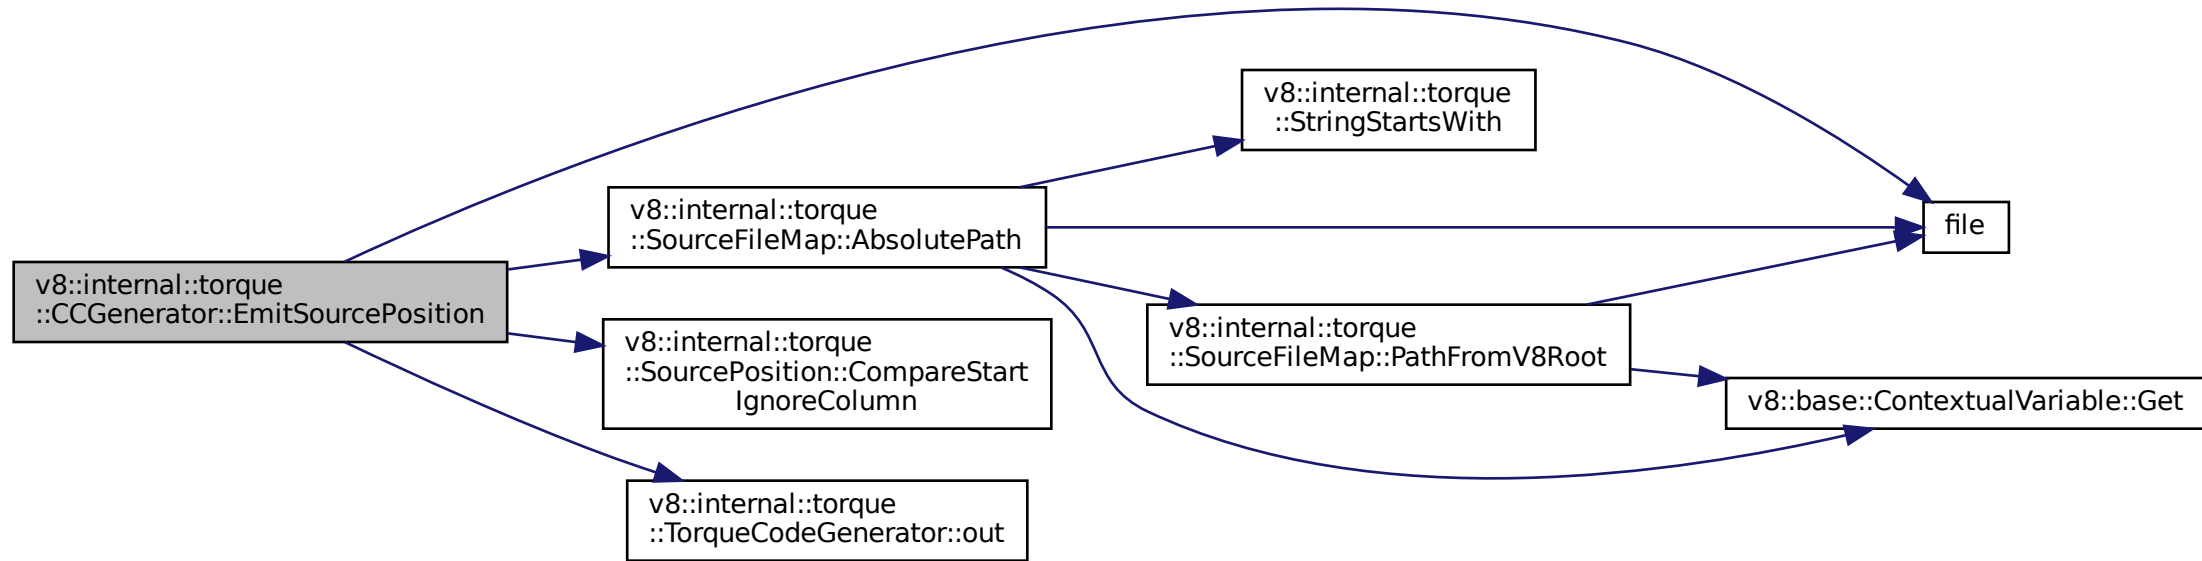 v8::internal::torque
::CCGenerator::EmitSourcePosition
v8::internal::torque
::SourceFileMap::AbsolutePath
v8::internal::torque
::SourcePosition::CompareStart
IgnoreColumn
v8::internal::torque
::TorqueCodeGenerator::out
v8::internal::torque
::StringStartsWith
v8::internal::torque
::SourceFileMap::PathFromV8Root
file
v8::base::ContextualVariable::Get